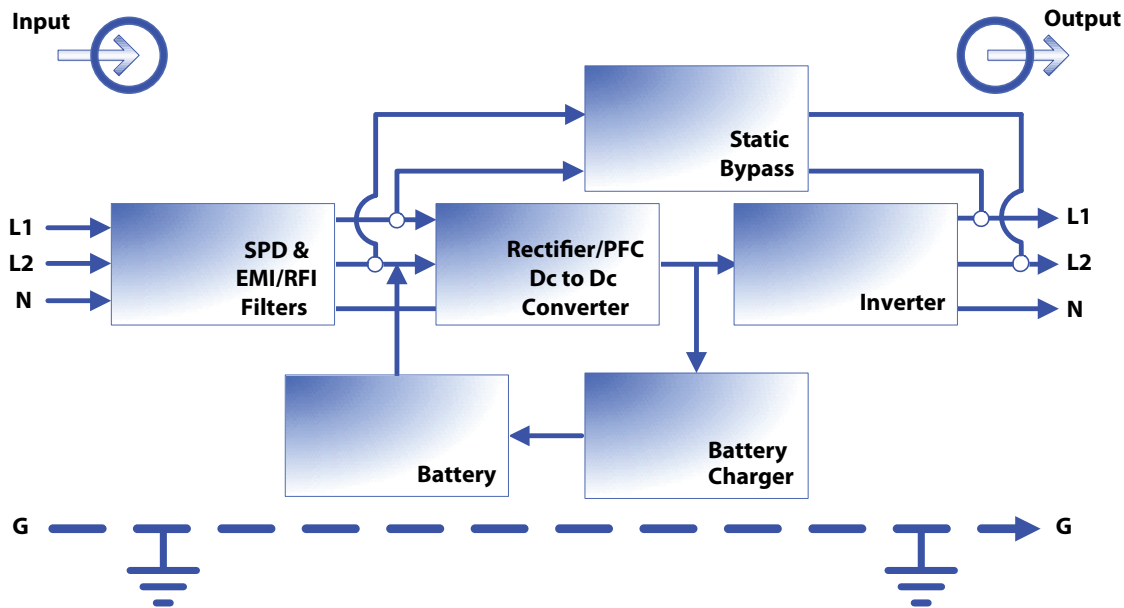 Input
Output
Static
Bypass
L1
L2
N
SPD &
EMI/RFI
Filters
Rectifier/PFC
Dc to Dc
Converter
Inverter
L1
L2
N
Battery
Battery
Charger
G
G